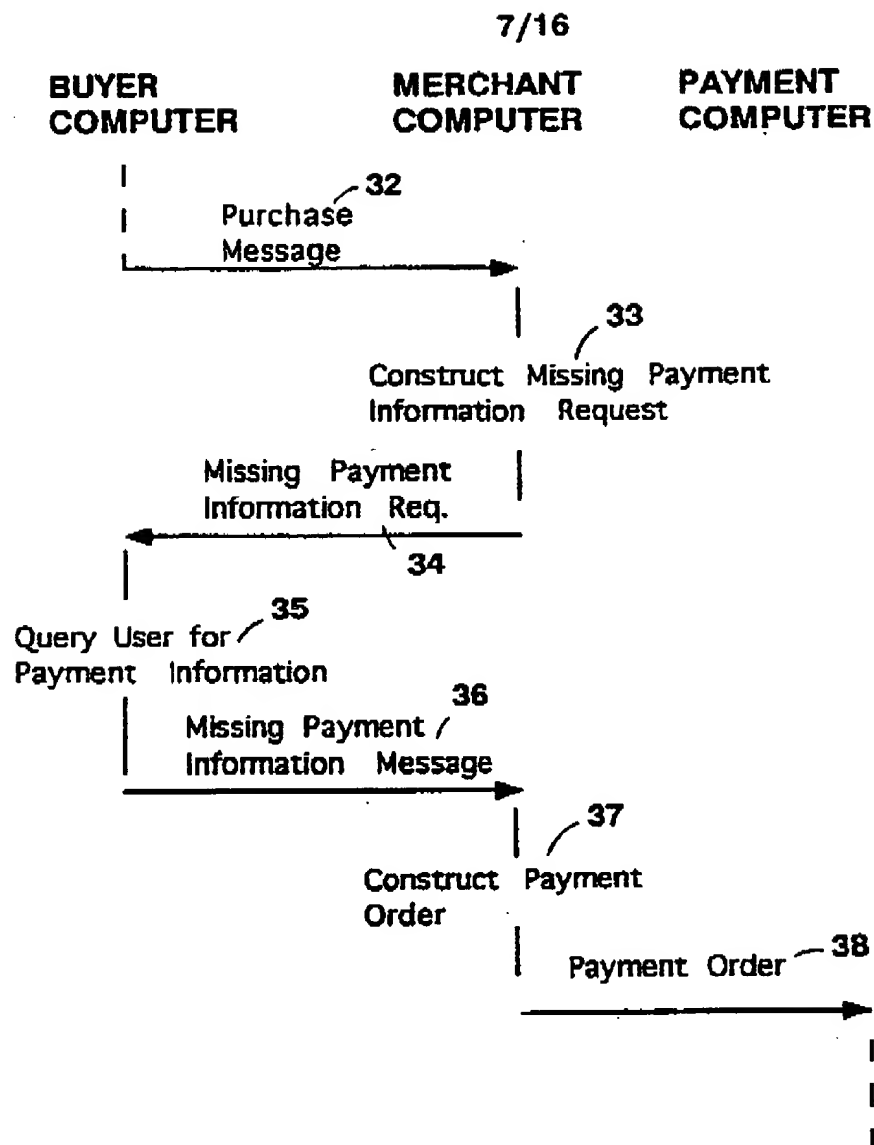 7/16
BUYER
COMPUTER
MERCHANT
COMPUTER
PAYMENT
COMPUTER
32
Purchase
Message
33
Construct Missing Payment
Information Request
Missing Payment
Information Req.
34
35
Query User for
Payment Information
36
Missing Payment
Information Message
37
Construct Payment
Order
Payment Order
38